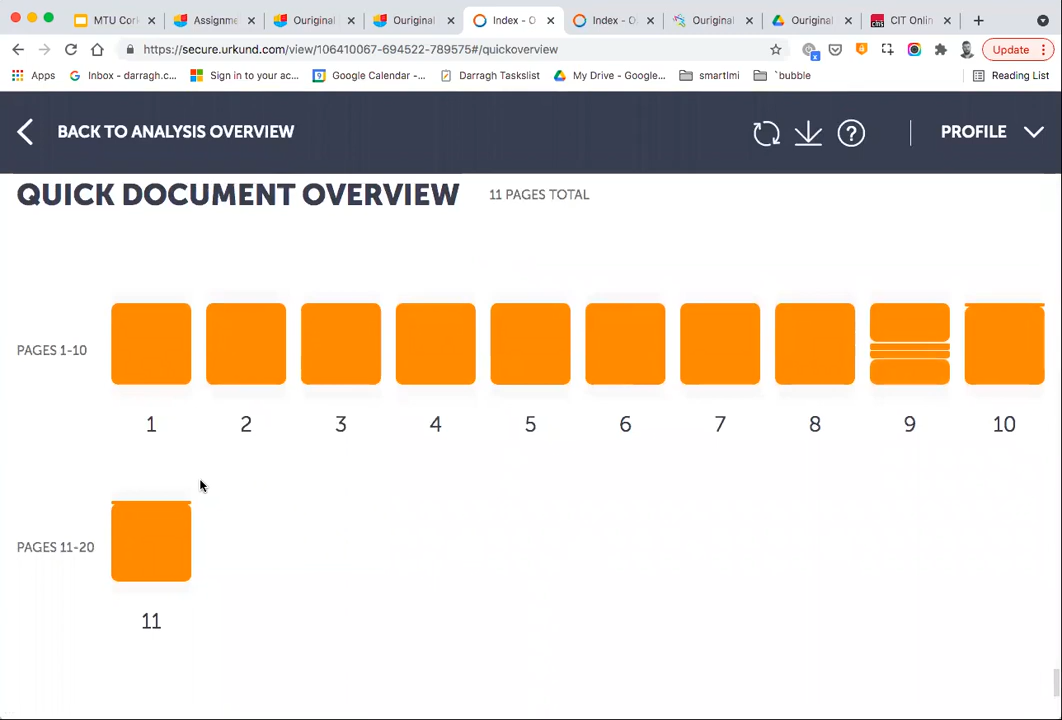 MTU Cork
Assignme
Ouriginal
Ouriginal
Index - O
Index - O
Ouriginal
Ouriginal
CIT Onlin
https://secure.urkund.com/view/106410067-694522-789575#/quickoverview
Update
Apps
Inbox - darragh.c...
Sign in to your ac...
Google Calendar -...
Darragh Tasklist
My Drive - Google...
smartImi
`bubble
Reading List
BACK TO ANALYSIS OVERVIEW
PROFILE
QUICK DOCUMENT OVERVIEW
11 PAGES TOTAL
PAGES 1-10
1
2
3
4
5
6
7
8
9
10
PAGES 11-20
11